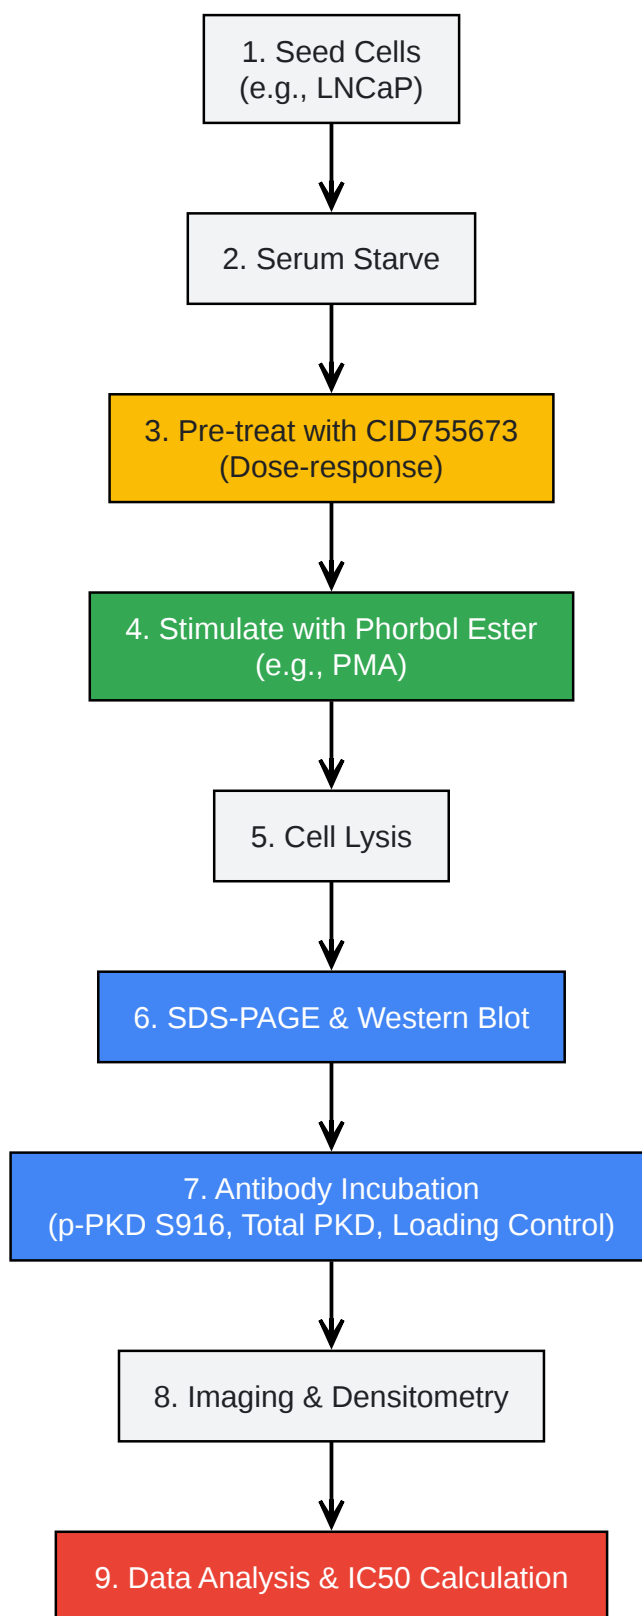 1. Seed Cells
(e.g., LNCaP)
2. Serum Starve
3. Pre-treat with CID755673
(Dose-response)
4. Stimulate with Phorbol Ester
(e.g., PMA)
5. Cell Lysis
6. SDS-PAGE & Western Blot
7. Antibody Incubation
(p-PKD S916, Total PKD, Loading Control)
8. Imaging & Densitometry
9. Data Analysis & IC50 Calculation